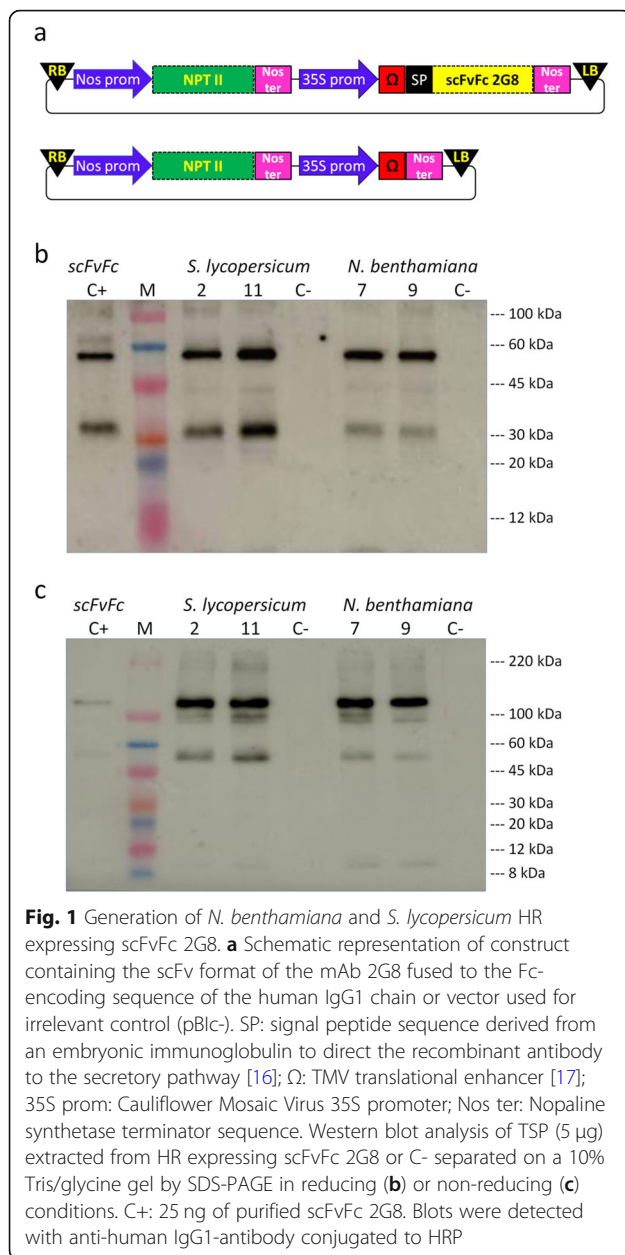 a
RB Nos prom NPT II Nos ter 35S prom Ω SP scFvFc 2G8 Nos ter LB
RB Nos prom NPT II Nos ter 35S prom Ω Nos ter LB
b
scFvFc S. lycopersicum N. benthamiana
C+ M 2 11 C- 7 9 C-
--- 100 kDa
--- 60 kDa
--- 45 kDa
--- 30 kDa
--- 20 kDa
--- 12 kDa
c
scFvFc S. lycopersicum N. benthamiana
C+ M 2 11 C- 7 9 C-
--- 220 kDa
--- 100 kDa
--- 60 kDa
--- 45 kDa
--- 30 kDa
--- 20 kDa
--- 12 kDa
--- 8 kDa
Fig. 1 Generation of N. benthamiana and S. lycopersicum HR
expressing scFvFc 2G8. a Schematic representation of construct
containing the scFv format of the mAb 2G8 fused to the Fc-
encoding sequence of the human IgG1 chain or vector used for
irrelevant control (pBIc-). SP: signal peptide sequence derived from
an embryonic immunoglobulin to direct the recombinant antibody
to the secretory pathway [16]; Ω: TMV translational enhancer [17];
35S prom: Cauliflower Mosaic Virus 35S promoter; Nos ter: Nopaline
synthetase terminator sequence. Western blot analysis of TSP (5 μg)
extracted from HR expressing scFvFc 2G8 or C- separated on a 10%
Tris/glycine gel by SDS-PAGE in reducing (b) or non-reducing (c)
conditions. C+: 25 ng of purified scFvFc 2G8. Blots were detected
with anti-human IgG1-antibody conjugated to HRP